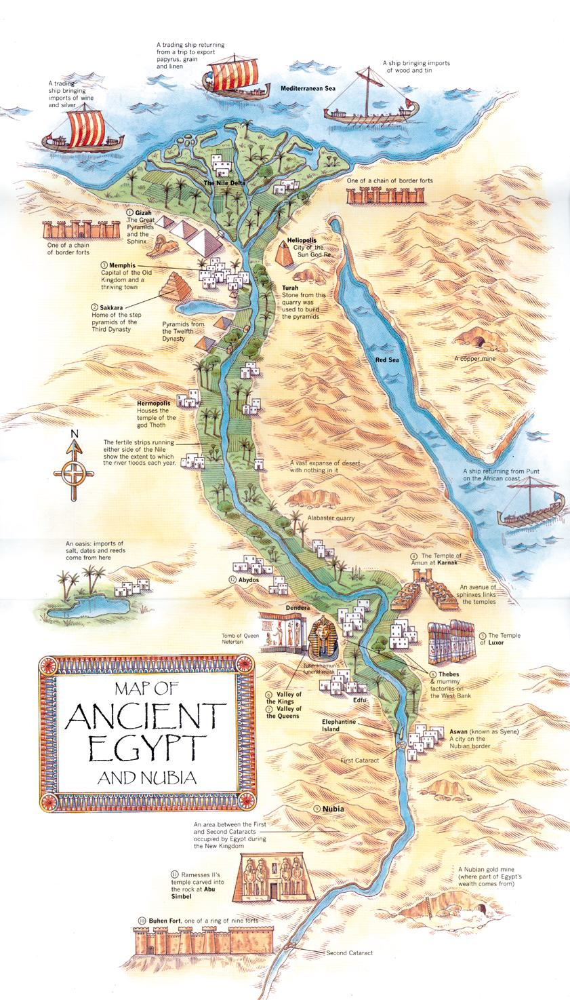 A trading ship returning
from a trip to export
papyrus, grain
and linen
A ship bringing imports
of wood and tin
A trading
ship bringing
imports of wine
and silver
Mediterranean Sea
The Nile Delta
One of a chain of border forts
① Gizah
The Great
Pyramids
and the
Sphinx
One of a chain
of border forts
Heliopolis
City of the
Sun God Re
③ Memphis
Capital of the Old
Kingdom and a
thriving town
Turah
Stone from this
quarry was
used to build
the pyramids
② Sakkara
Home of the step
pyramids of the
Third Dynasty
Pyramids from
the Twelfth
Dynasty
Red Sea
A copper mine
Hermopolis
Houses the
temple of the
god Thoth
N
The fertile strips running
either side of the Nile
show the extent to which
the river floods each year.
A vast expanse of desert
with nothing in it
A ship returning from Punt
on the African coast
Alabaster quarry
An oasis: imports of
salt, dates and reeds
come from here
④ The Temple of
Amun at Karnak
⑫ Abydos
An avenue of
sphinxes links
the temples
Dendera
Tomb of Queen
Nefertari
⑤ The Temple
of Luxor
Tutankhamun's
funeral mask
⑧ Thebes
& mummy
factories on
the West Bank
⑥ Valley of
the Kings
⑦ Valley of
the Queens
Edfu
Elephantine
Island
Aswan (known as Syene)
A city on the
Nubian border
First Cataract
MAP OF
ANCIENT
EGYPT
AND NUBIA
⑨ Nubia
An area between the First
and Second Cataracts
occupied by Egypt during
the New Kingdom
⑪ Ramesses II's
temple carved into
the rock at Abu
Simbel
A Nubian gold mine
(where part of Egypt's
wealth comes from)
⑩ Buhen Fort, one of a ring of nine forts
Second Cataract